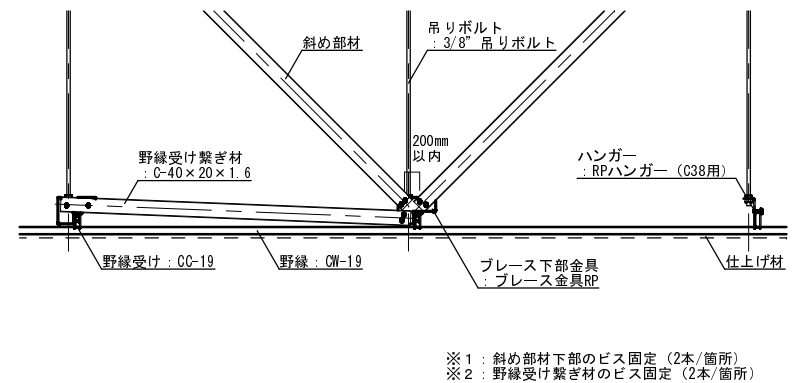 吊りボルト
：3/8”吊りボルト
斜め部材
200mm
以内
野縁受け繋ぎ材
：C-40×20×1.6
ハンガー
：RPハンガー（C38用）
野縁受け：CC-19
野縁：CW-19
ブレース下部金具
：ブレース金具RP
仕上げ材
※１：斜め部材下部のビス固定（2本/箇所）
※２：野縁受け繋ぎ材のビス固定（2本/箇所）